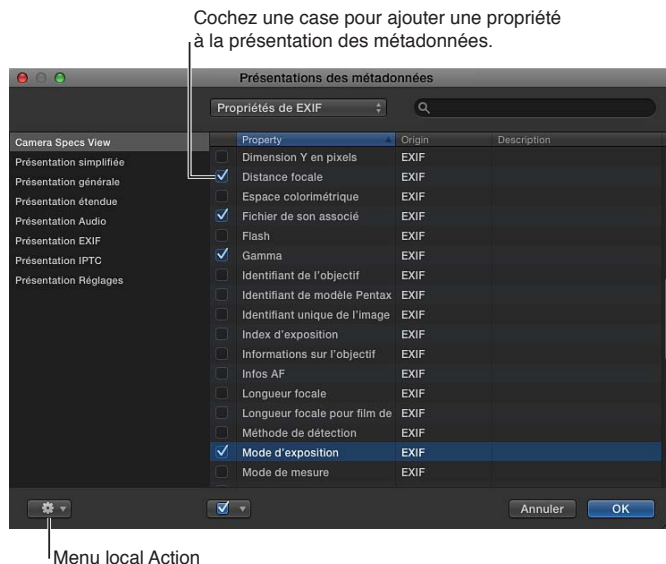 Cochez une case pour ajouter une propriété
à la présentation des métadonnées.
Présentations des métadonnées
Propriétés de EXIF
Property Origin Description
Camera Specs View
Présentation simplifiée
Présentation générale
Présentation étendue
Présentation Audio
Présentation EXIF
Présentation IPTC
Présentation Réglages
Dimension Y en pixels EXIF
Distance focale EXIF
Espace colorimétrique EXIF
Fichier de son associé EXIF
Flash EXIF
Gamma EXIF
Identifiant de l'objectif EXIF
Identifiant de modèle Pentax EXIF
Identifiant unique de l'image EXIF
Index d'exposition EXIF
Informations sur l'objectif EXIF
Infos AF EXIF
Longueur focale EXIF
Longueur focale pour film de EXIF
Méthode de détection EXIF
Mode d'exposition EXIF
Mode de mesure EXIF
Annuler OK
Menu local Action